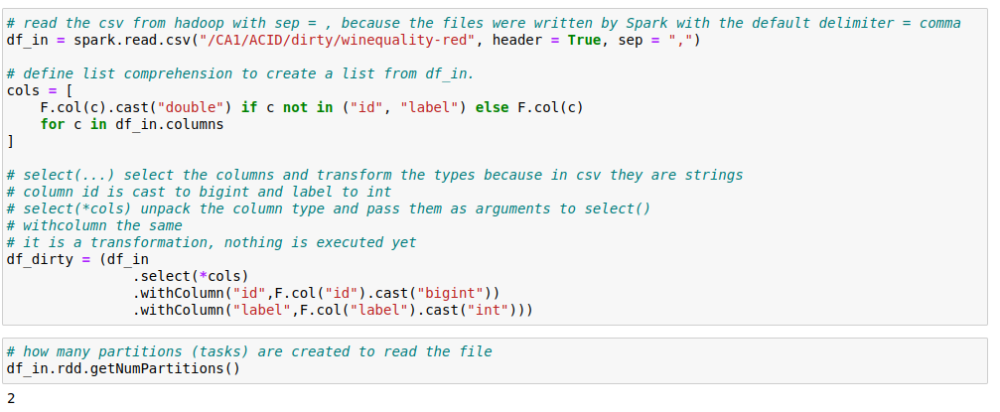 # read the csv from hadoop with sep = , because the files were written by Spark with the default delimiter = comma
df_in = spark.read.csv("/CA1/ACID/dirty/winequality-red", header = True, sep = ",")
# define list comprehension to create a list from df_in.
cols = [
    F.col(c).cast("double") if c not in ("id", "label") else F.col(c)
    for c in df_in.columns
]
# select(...) select the columns and transform the types because in csv they are strings
# column id is cast to bigint and label to int
# select(*cols) unpack the column type and pass them as arguments to select()
# withcolumn the same
# it is a transformation, nothing is executed yet
df_dirty = (df_in
               .select(*cols)
               .withColumn("id",F.col("id").cast("bigint"))
               .withColumn("label",F.col("label").cast("int")))
# how many partitions (tasks) are created to read the file
df_in.rdd.getNumPartitions()
2